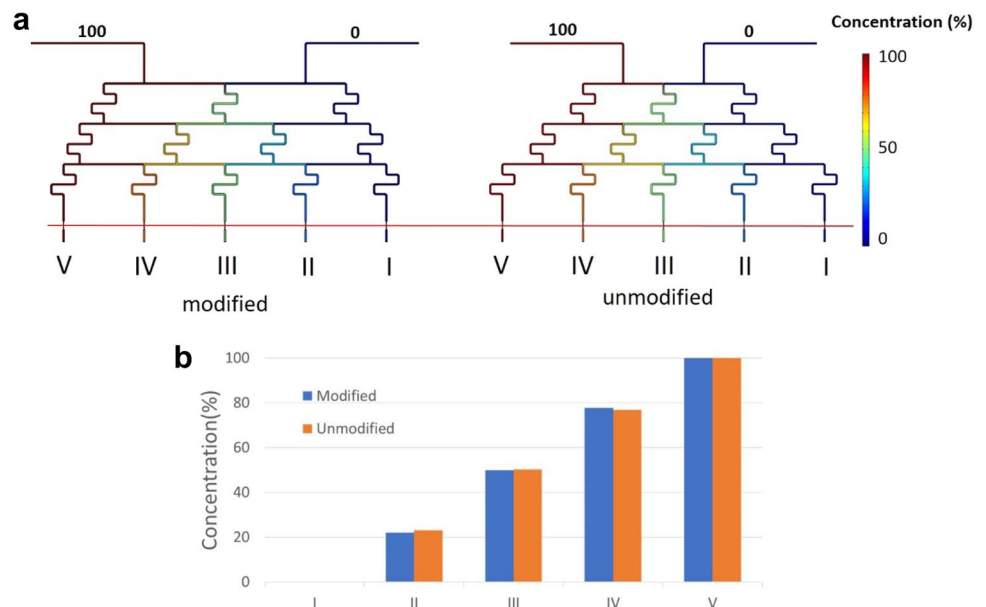 a
100 0 100 0 Concentration (%)
100
50
0
V IV III II I V IV III II I
modified unmodified
b
Concentration(%)
100
80
60
40
20
0
Modified
Unmodified
I II III IV V